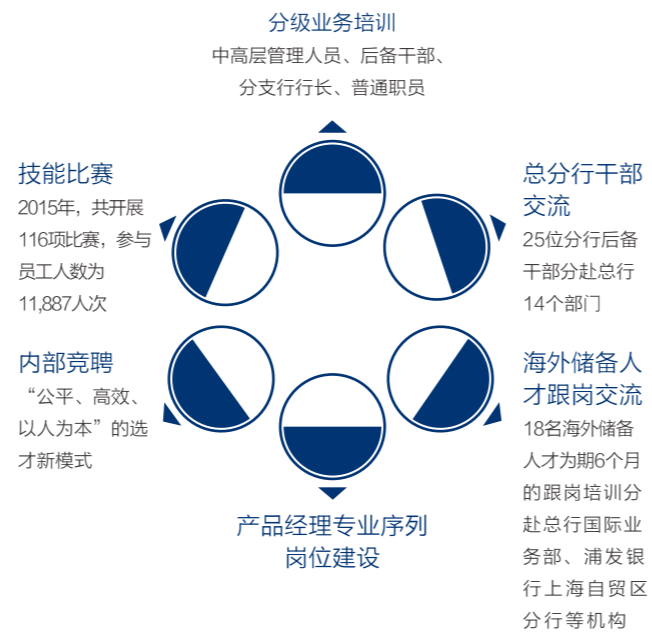 分级业务培训
中高层管理人员、后备干部、
分支行行长、普通职员
技能比赛
2015年，共开展
116项比赛，参与
员工人数为
11,887人次
总分行干部
交流
25位分行后备
干部分赴总行
14个部门
内部竞聘
“公平、高效、
以人为本”的选
才新模式
海外储备人
才跟岗交流
18名海外储备
人才为期6个月
的跟岗培训分
赴总行国际业
务部、浦发银
行上海自贸区
分行等机构
产品经理专业序列
岗位建设